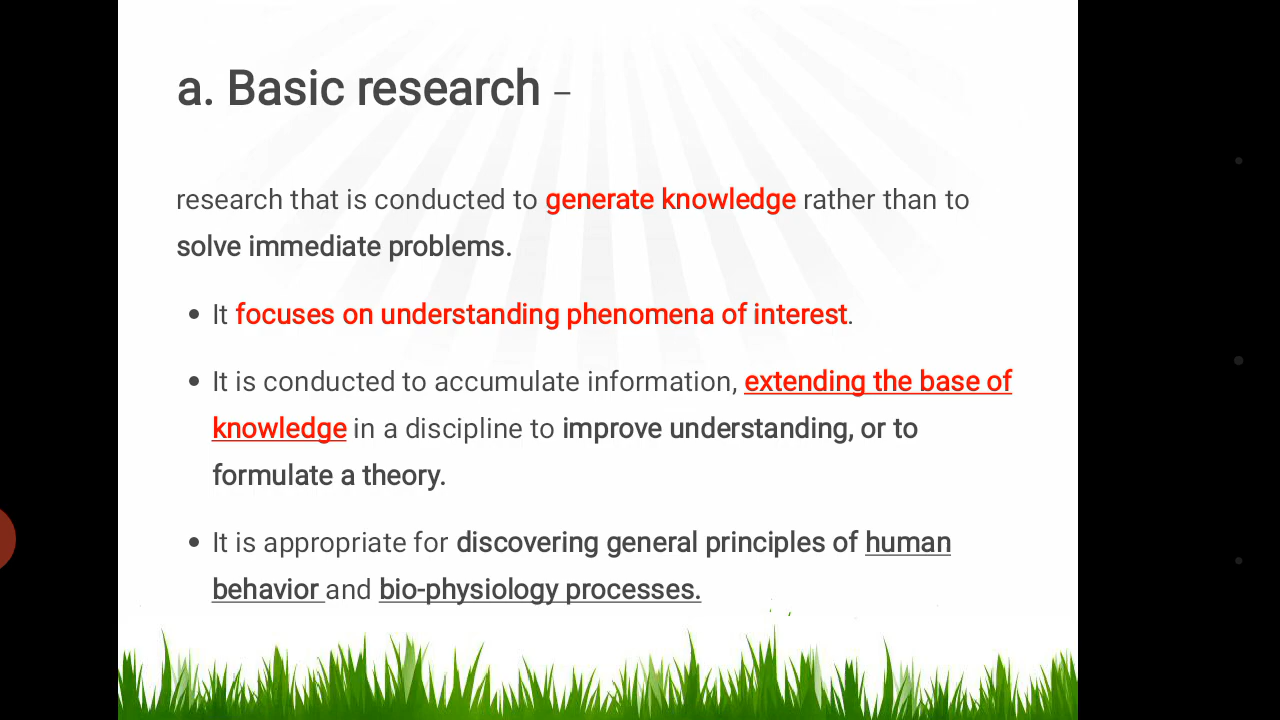 a. Basic research –
research that is conducted to generate knowledge rather than to
solve immediate problems.
• It focuses on understanding phenomena of interest.
• It is conducted to accumulate information, extending the base of
knowledge in a discipline to improve understanding, or to
formulate a theory.
• It is appropriate for discovering general principles of human
behavior and bio-physiology processes.